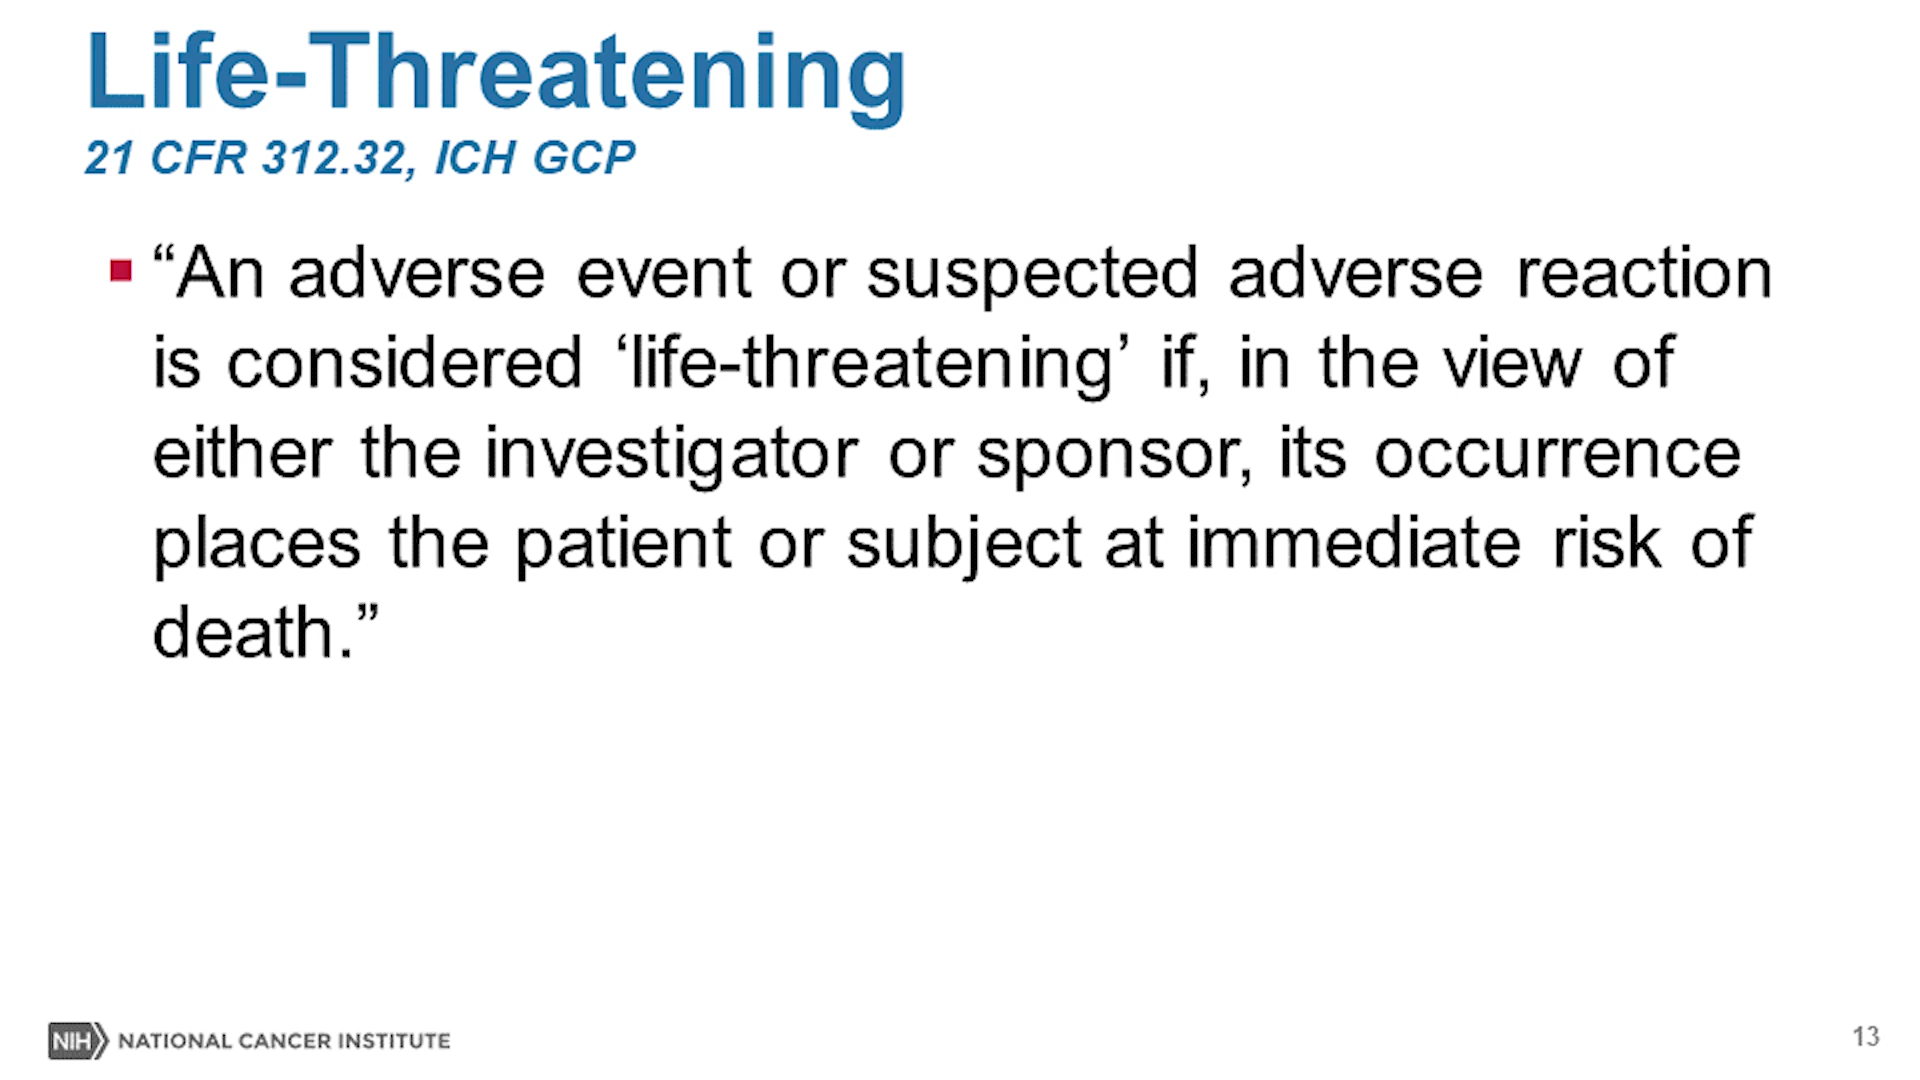 Life-Threatening
21 CFR 312.32, ICH GCP
▪ “An adverse event or suspected adverse reaction
is considered ‘life-threatening’ if, in the view of
either the investigator or sponsor, its occurrence
places the patient or subject at immediate risk of
death.”
NIH NATIONAL CANCER INSTITUTE
13